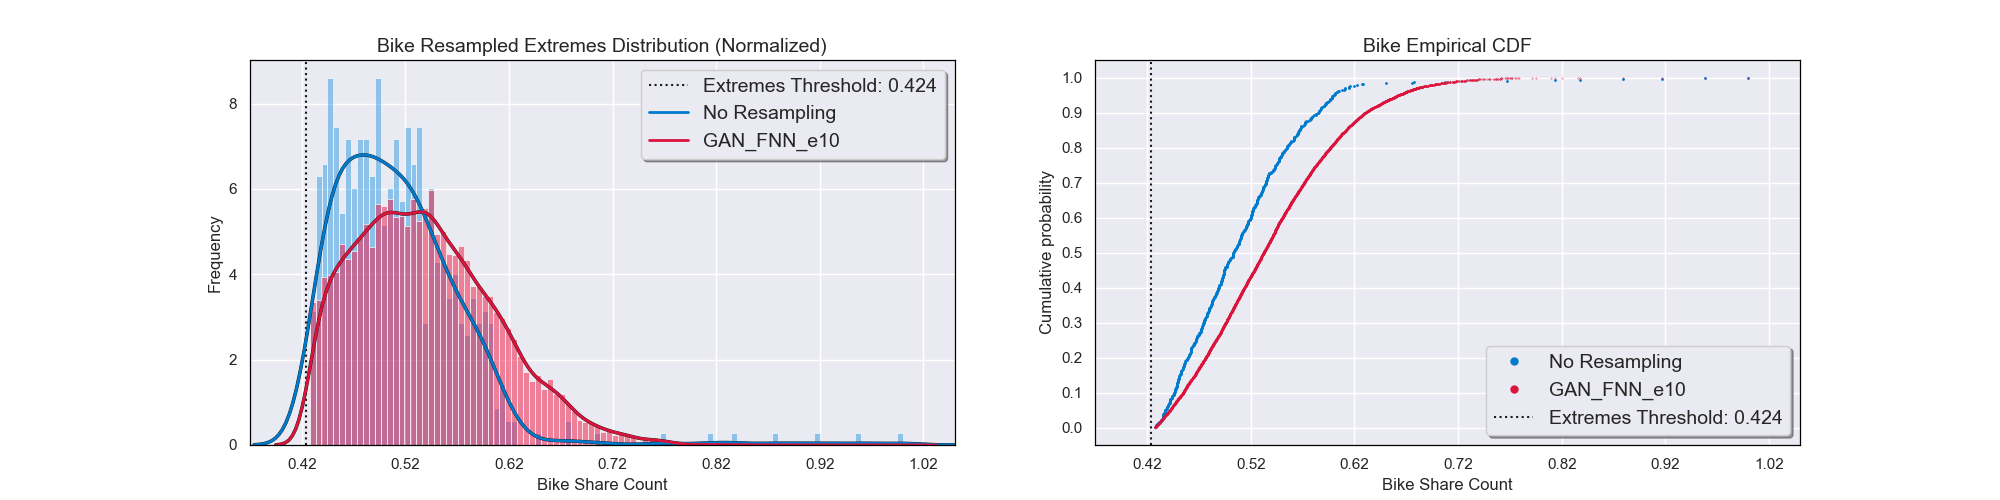 Bike Resampled Extremes Distribution (Normalized)
Frequency
8
6
4
2
0
Extremes Threshold: 0.424
No Resampling
GAN_FNN_e10
0.42 0.52 0.62 0.72 0.82 0.92 1.02
Bike Share Count
Bike Empirical CDF
Cumulative probability
1.0
0.9
0.8
0.7
0.6
0.5
0.4
0.3
0.2
0.1
0.0
No Resampling
GAN_FNN_e10
Extremes Threshold: 0.424
0.42 0.52 0.62 0.72 0.82 0.92 1.02
Bike Share Count